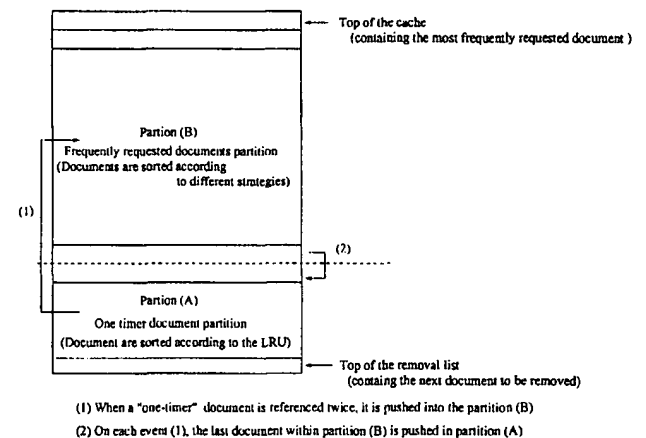 Top of the cache
(containing the most frequently requested document )
Partion (B)
Frequently requested documents partition
(Documents are sorted according
to different strategies)
(1)
(2)
Partion (A)
One timer document partition
(Document are sorted according to the LRU)
Top of the removal list
(containg the next document to be removed)
(1) When a "one-timer" document is referenced twice, it is pushed into the partition (B)
(2) On each event (1), the last document within partition (B) is pushed in partition (A)